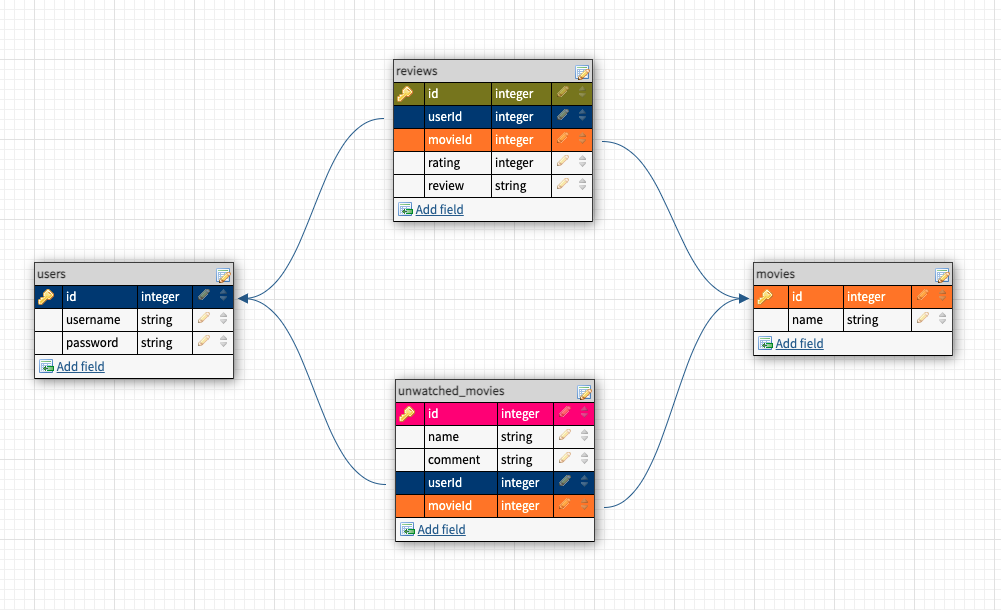 reviews
id integer
userId integer
movieId integer
rating integer
review string
Add field
users
id integer
username string
password string
Add field
movies
id integer
name string
Add field
unwatched_movies
id integer
name string
comment string
userId integer
movieId integer
Add field